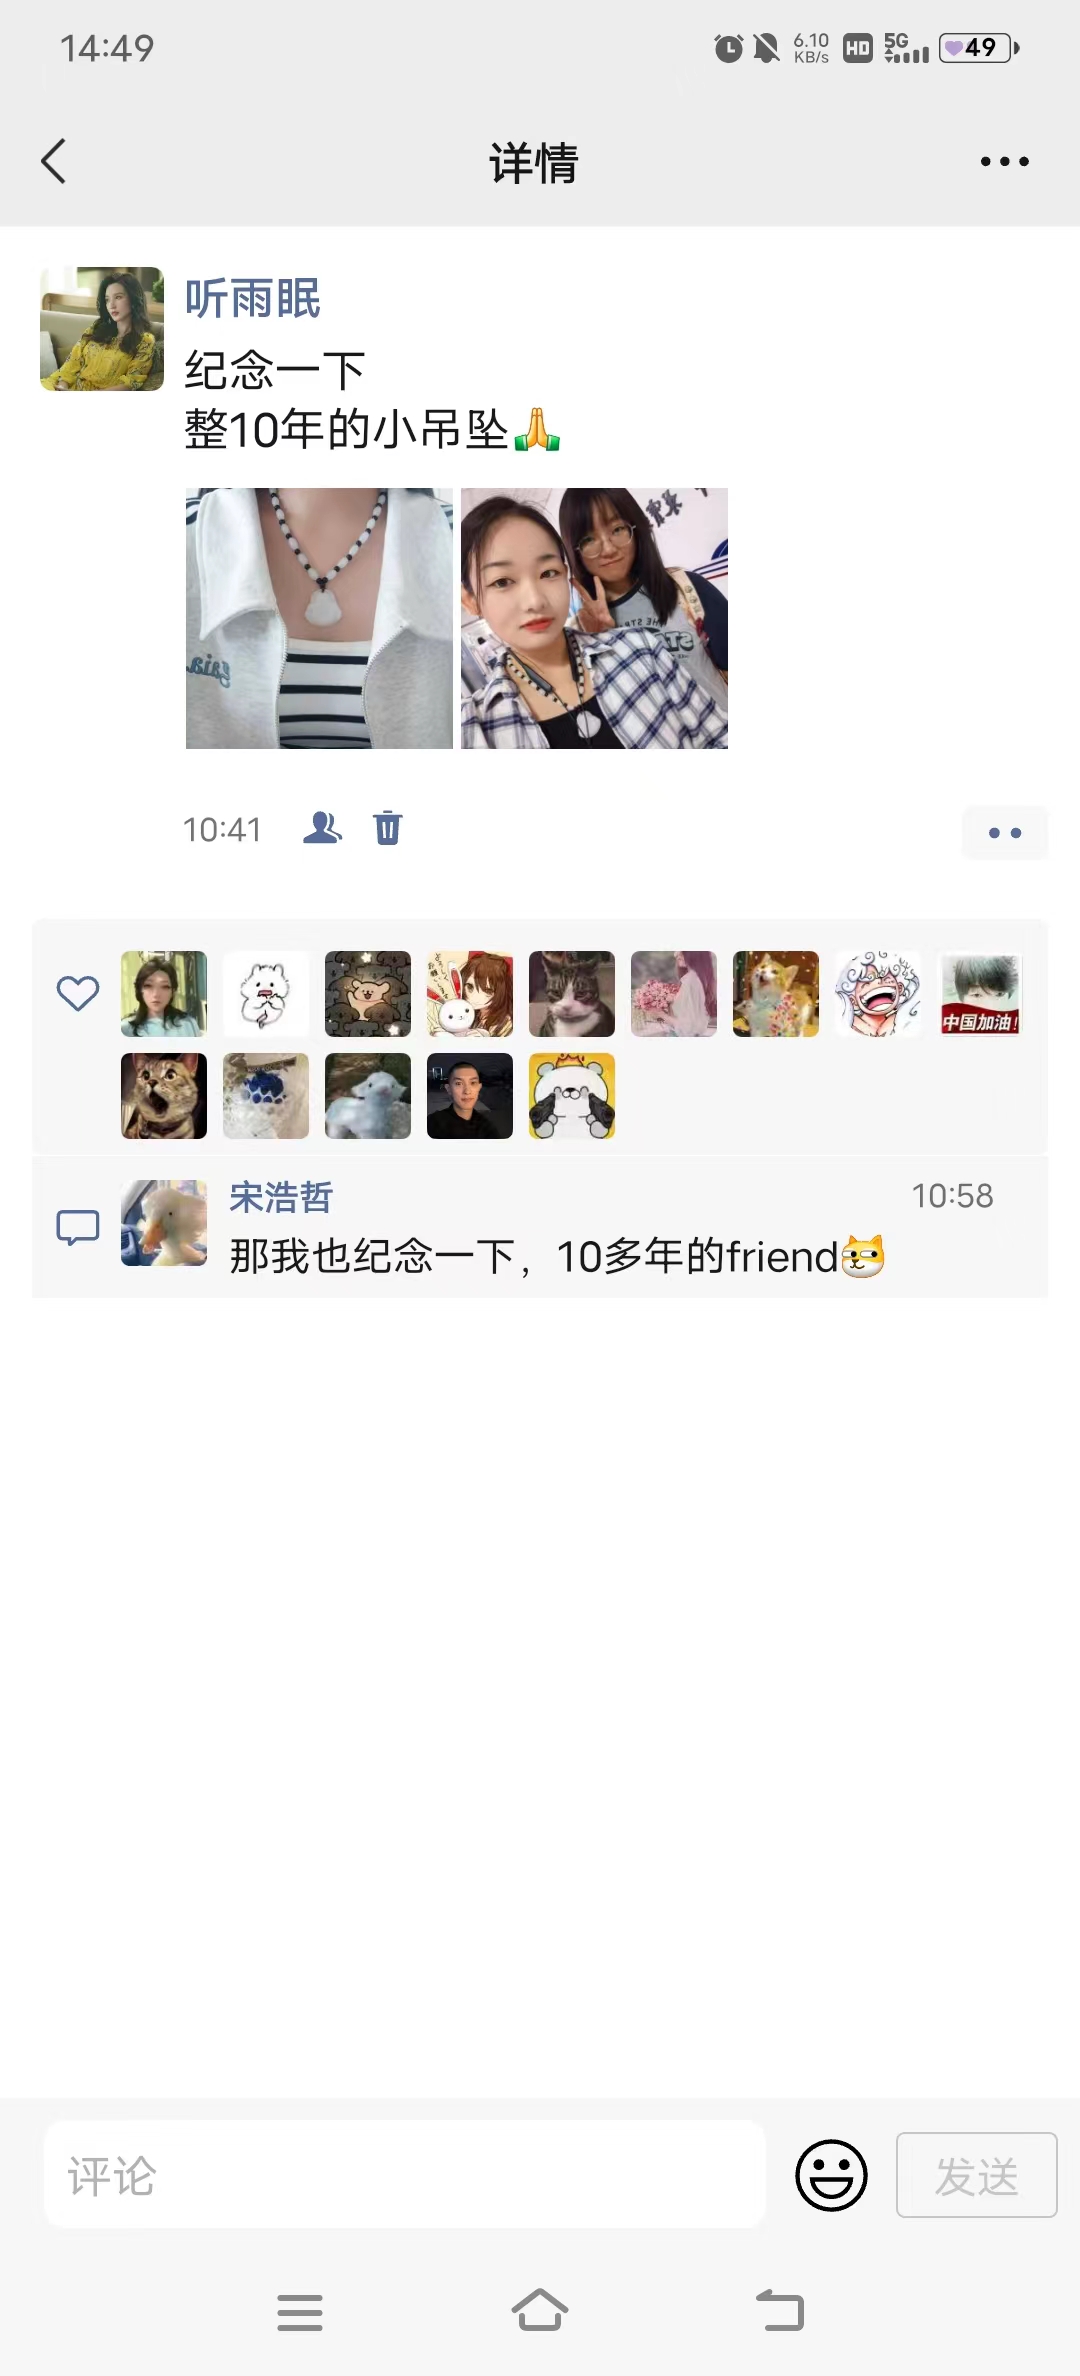 14:49
6.10
KB/s
HD
5G
49
详情
听雨眠
纪念一下
整10年的小吊坠🙏
10:41
中国加油!
宋浩哲
10:58
那我也纪念一下，10多年的friend
评论
发送